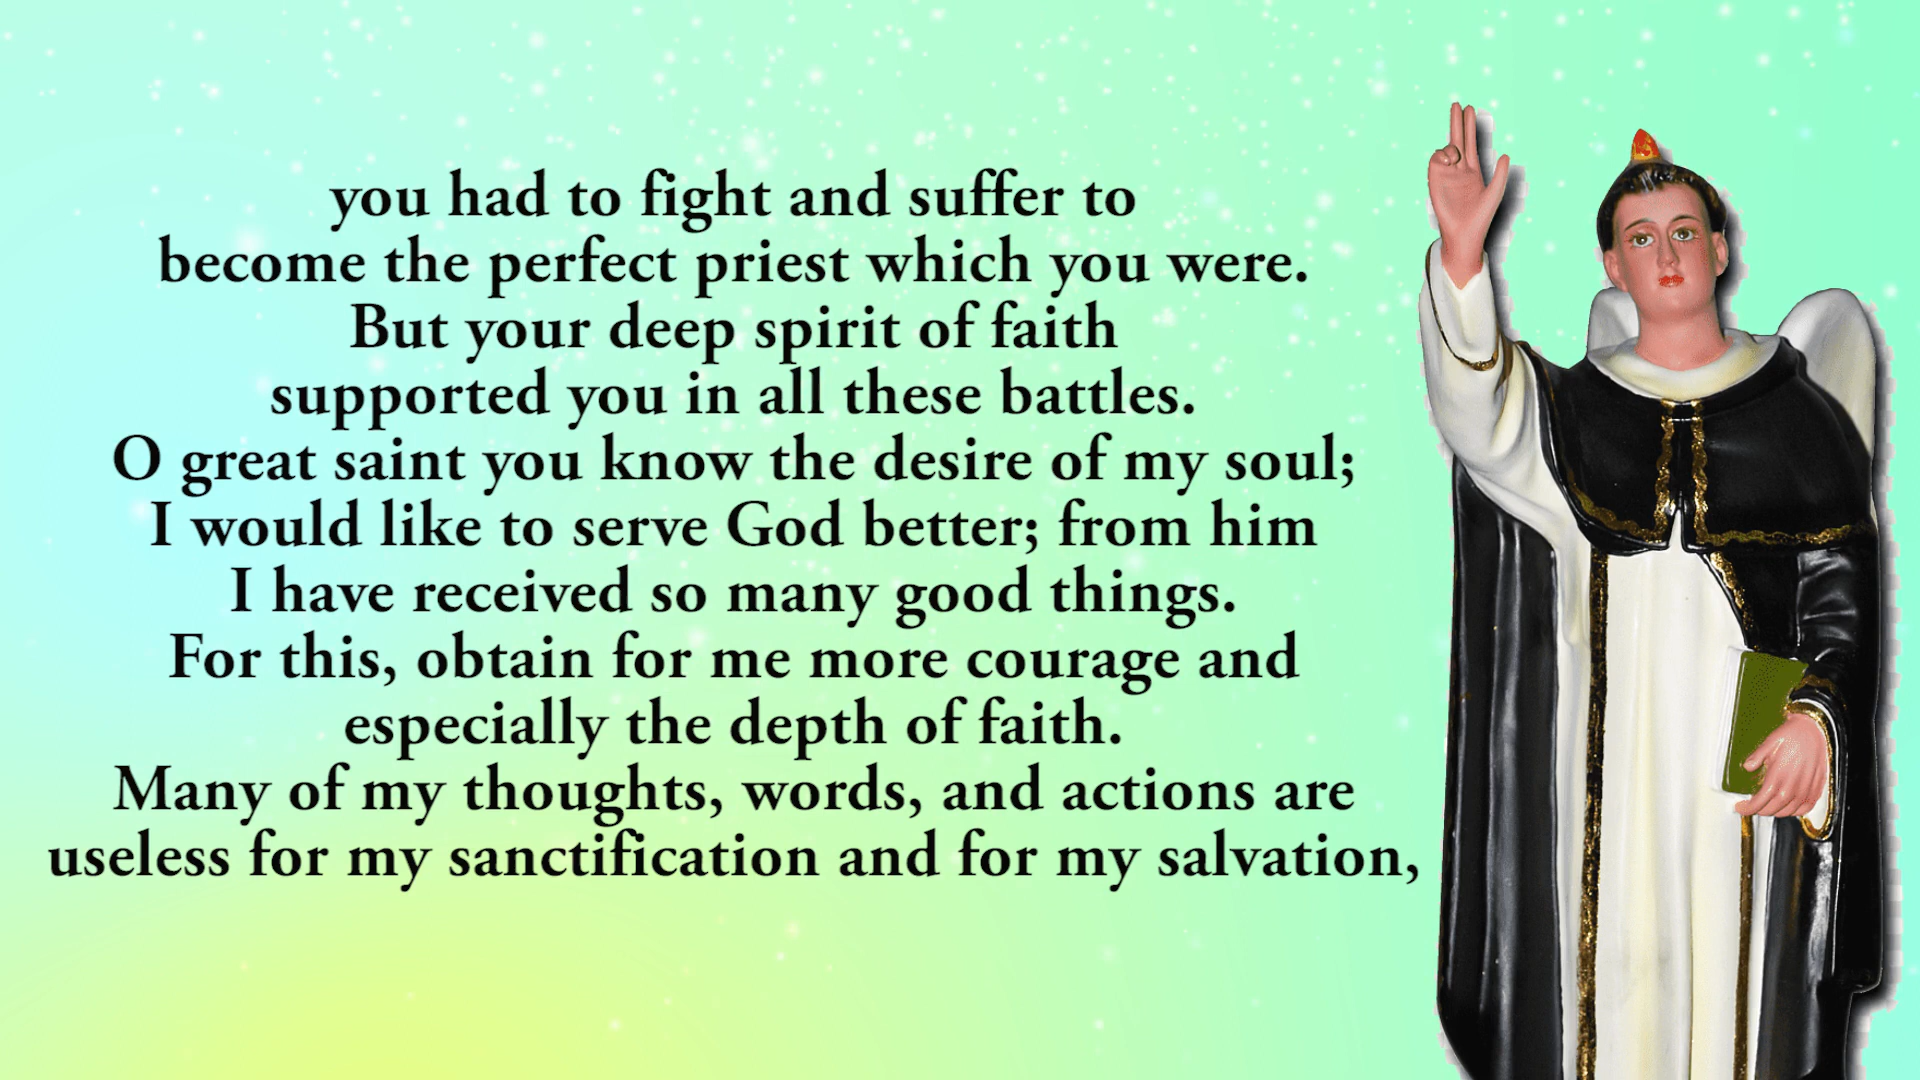 you had to fight and suffer to
become the perfect priest which you were.
But your deep spirit of faith
supported you in all these battles.
O great saint you know the desire of my soul;
I would like to serve God better; from him
I have received so many good things.
For this, obtain for me more courage and
especially the depth of faith.
Many of my thoughts, words, and actions are
useless for my sanctification and for my salvation,